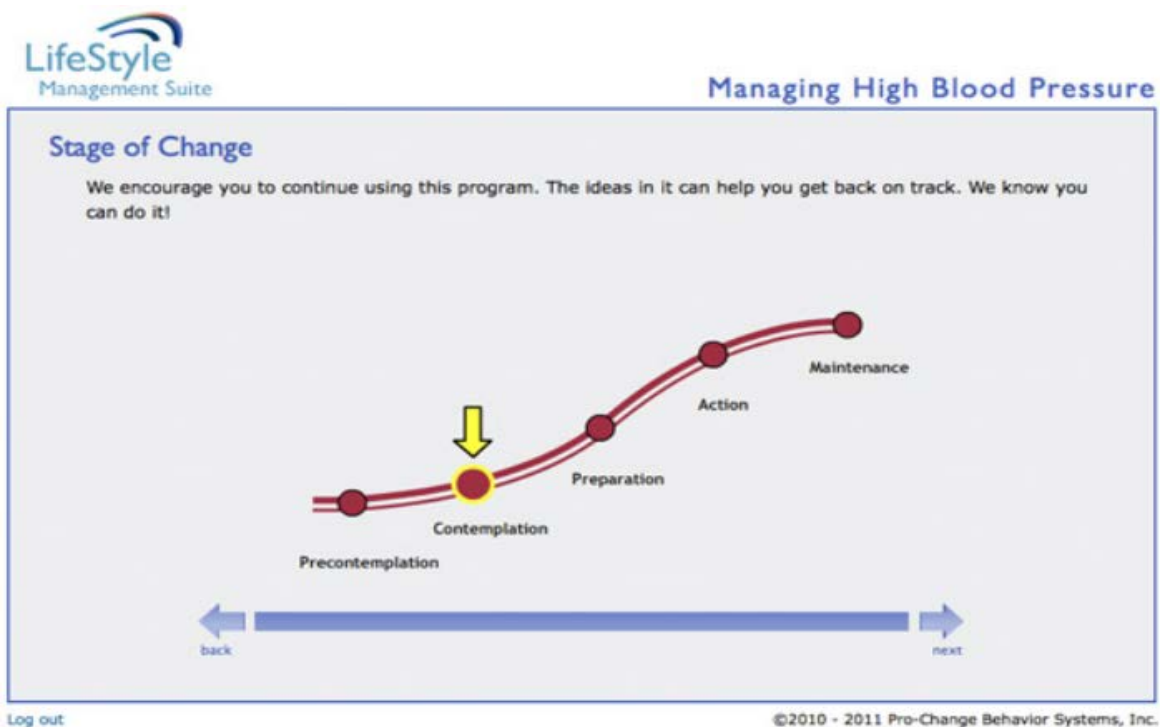 LifeStyle
Management Suite
Managing High Blood Pressure
Stage of Change
We encourage you to continue using this program. The ideas in it can help you get back on track. We know you
can do it!
Maintenance
Action
Preparation
Contemplation
Precontemplation
back
next
Log out
©2010 - 2011 Pro-Change Behavior Systems, Inc.